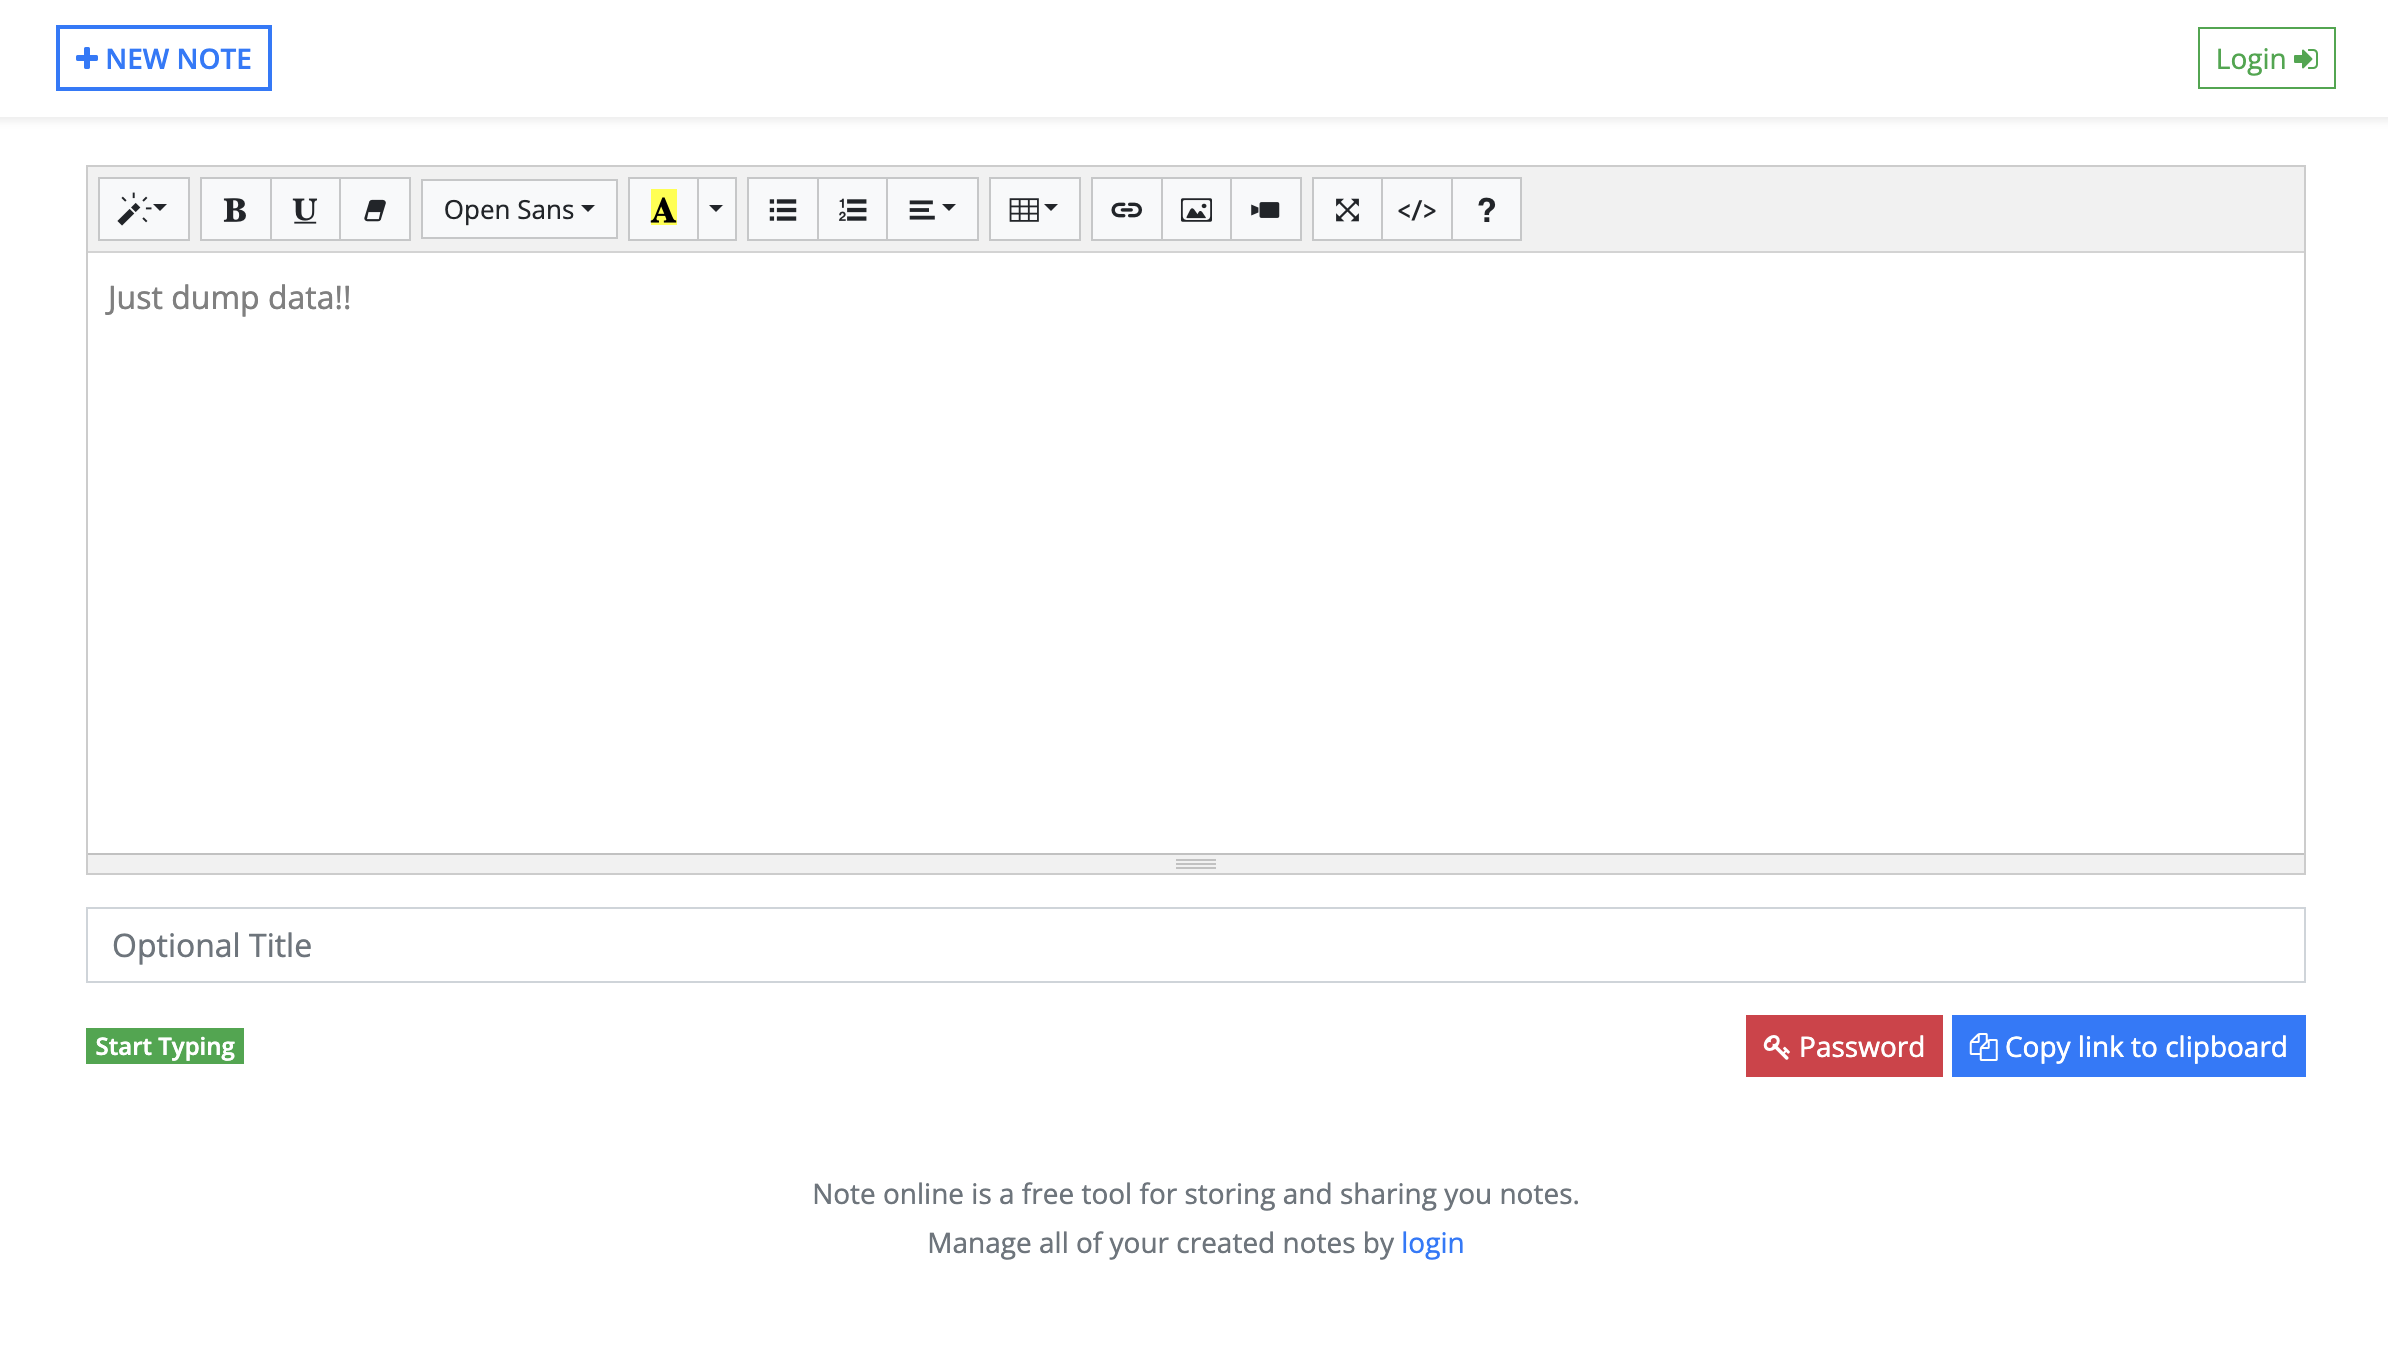 NEW NOTE
Login
B U Open Sans A </> ?
Just dump data!!
Optional Title
Start Typing
Password
Copy link to clipboard
Note online is a free tool for storing and sharing you notes.
Manage all of your created notes by login